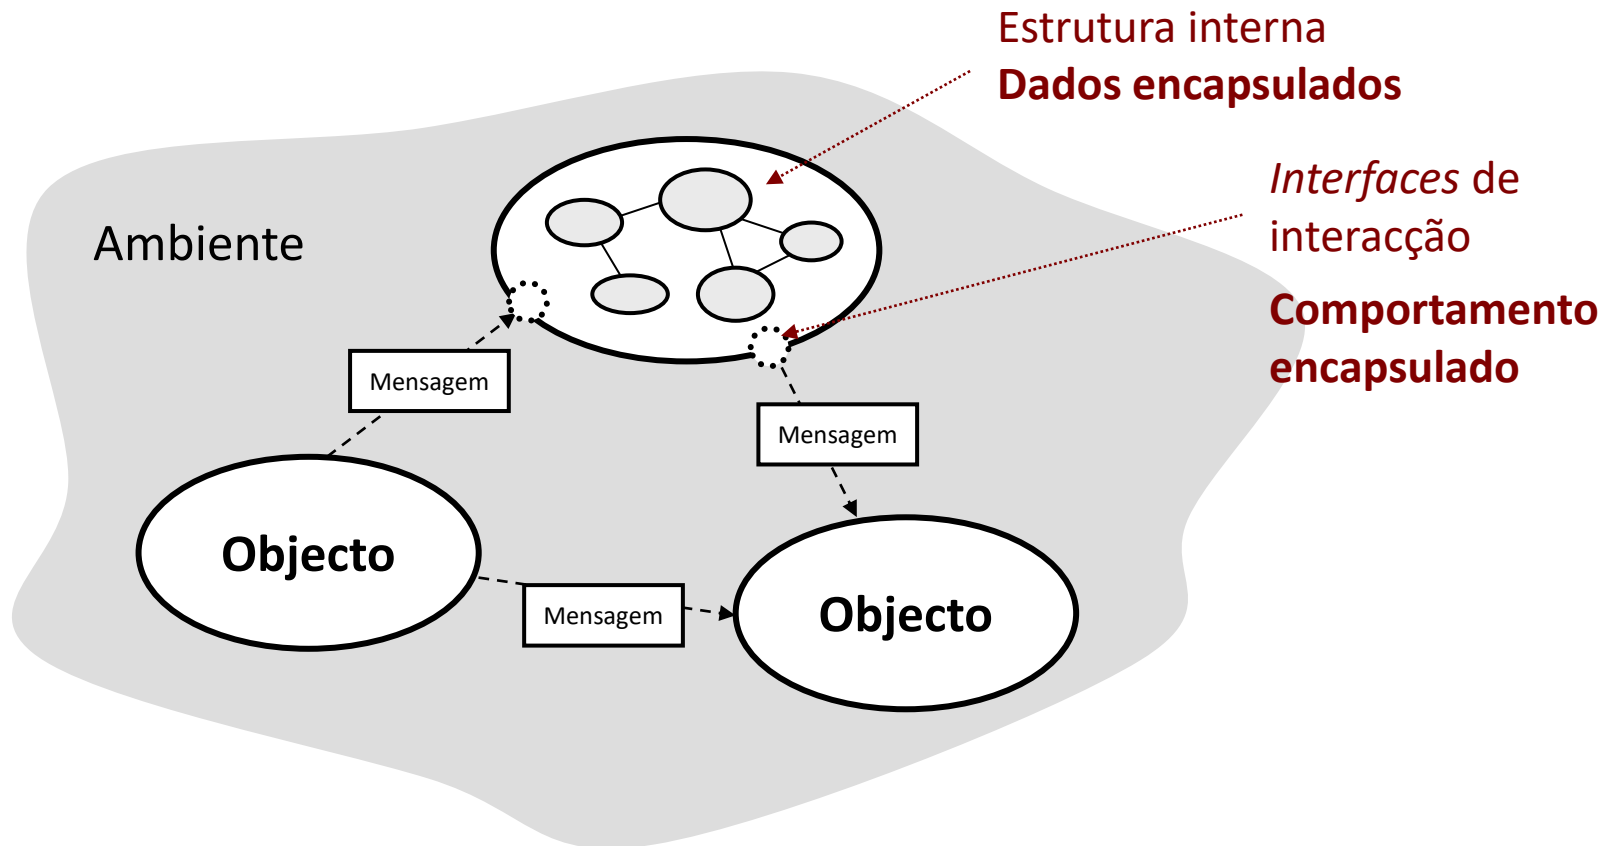 Estrutura interna
Dados encapsulados
Interfaces de
interacção
Comportamento
encapsulado
Ambiente
Mensagem
Mensagem
Objecto
Mensagem
Objecto